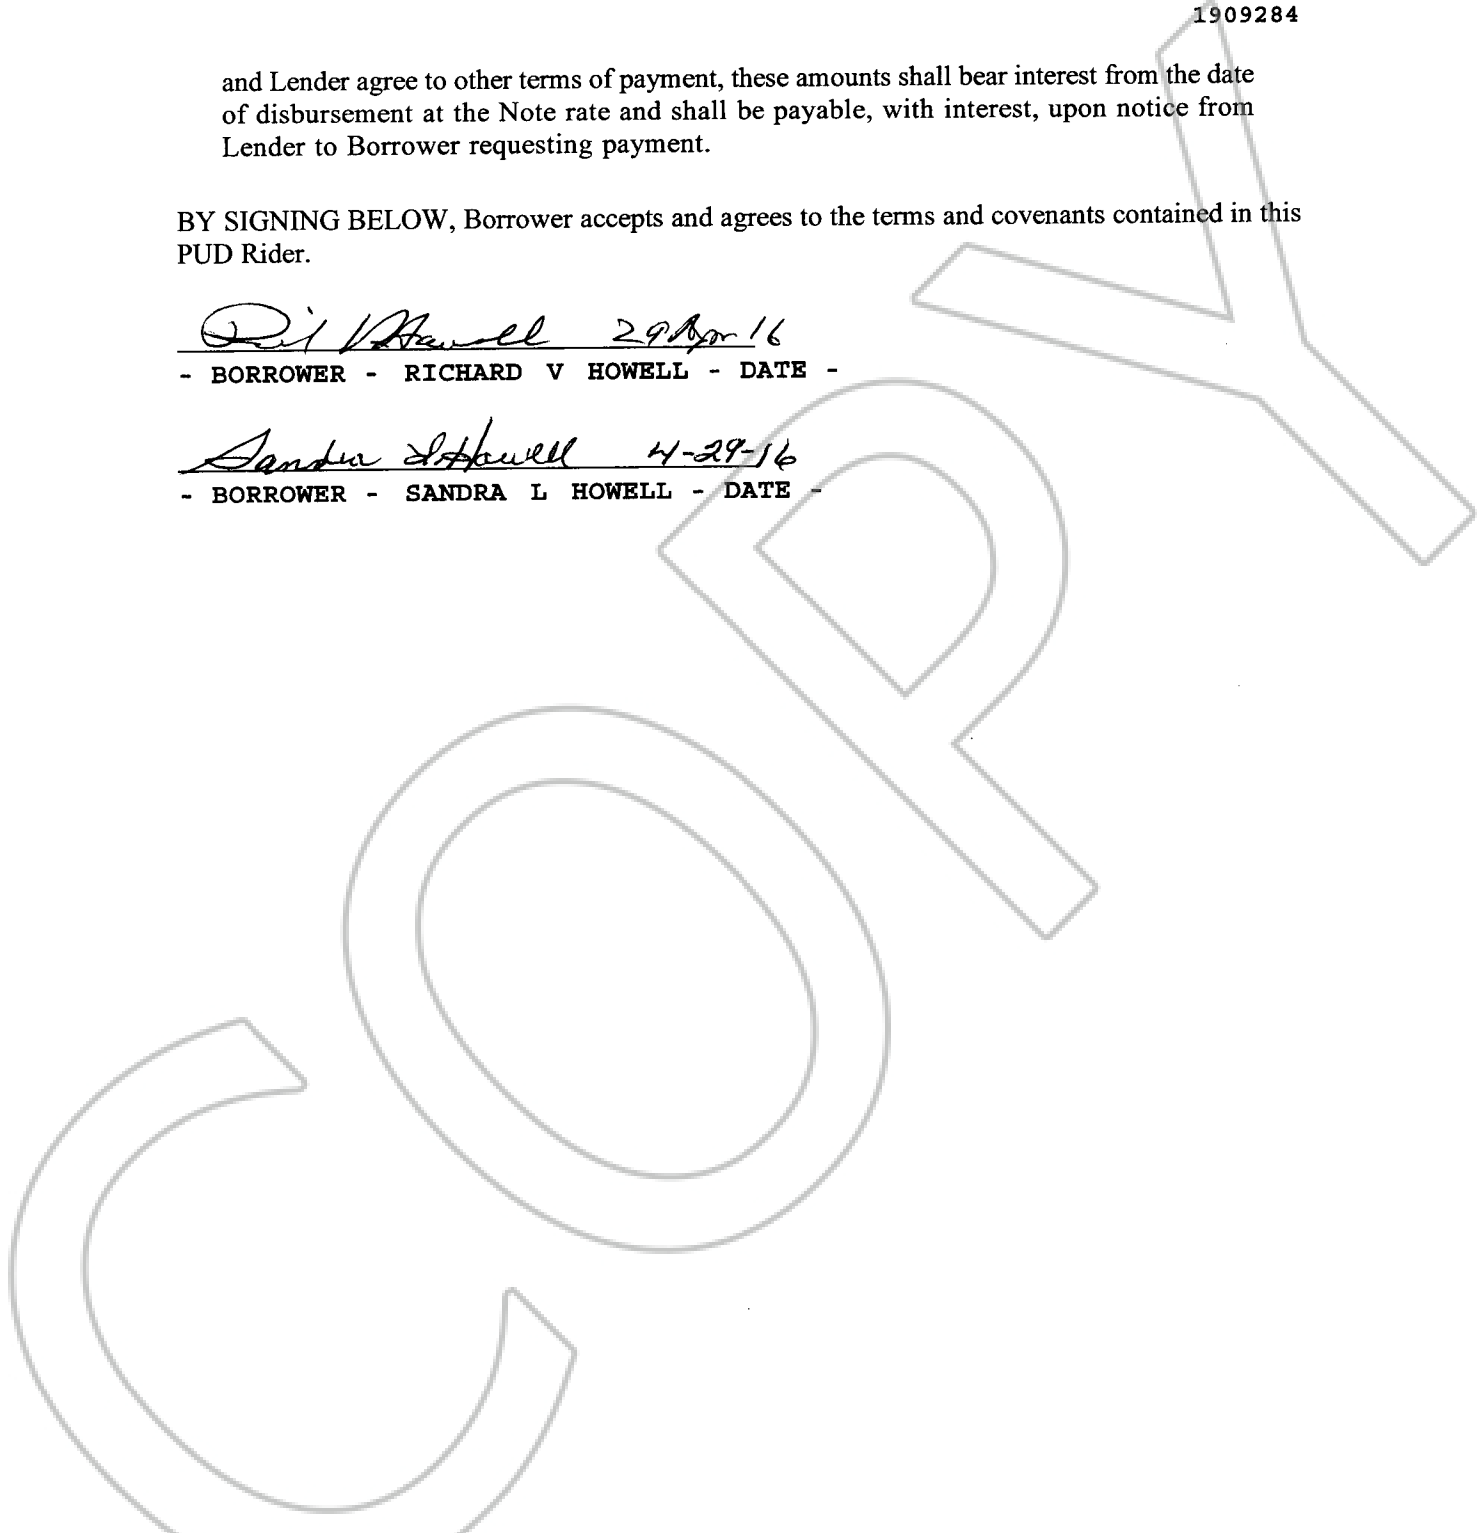 1909284
and Lender agree to other terms of payment, these amounts shall bear interest from the date
of disbursement at the Note rate and shall be payable, with interest, upon notice from
Lender to Borrower requesting payment.
BY SIGNING BELOW, Borrower accepts and agrees to the terms and covenants contained in this
PUD Rider.
29 Apr 16
- BORROWER - RICHARD V HOWELL - DATE -
Sandra L Howell 4-29-16
- BORROWER - SANDRA L HOWELL - DATE -
COPY